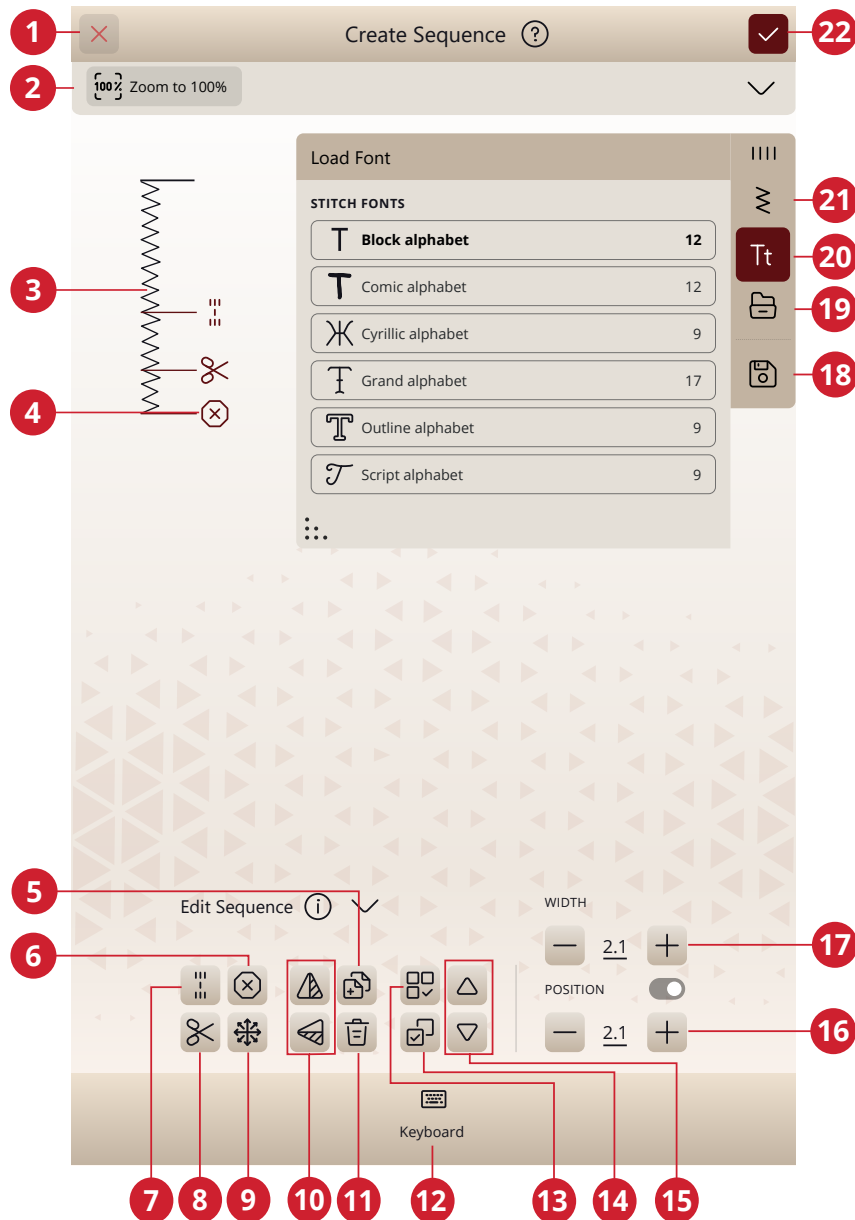 1
Create Sequence ?
22
2
100% Zoom to 100%
Load Font
STITCH FONTS
21
T Block alphabet 12
Tt
20
3
T Comic alphabet 12
19
Ж Cyrillic alphabet 9
18
T Grand alphabet 17
4
T Outline alphabet 9
T Script alphabet 9
5
Edit Sequence i
WIDTH
6
2.1
17
POSITION
2.1
16
Keyboard
7 8 9 10 11 12 13 14 15